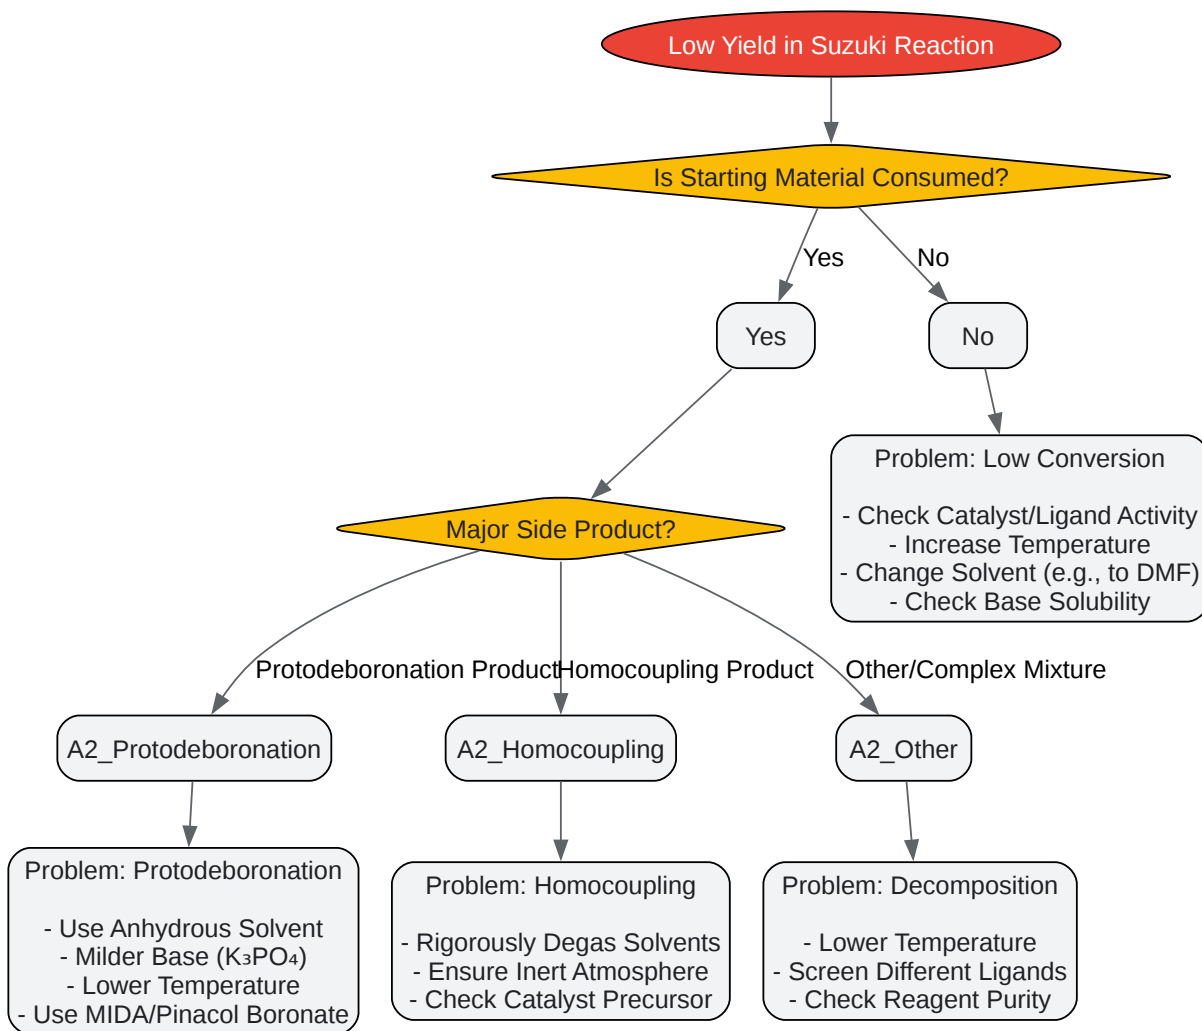 Low Yield in Suzuki Reaction
Is Starting Material Consumed?
Yes
No
Yes
No
Problem: Low Conversion
- Check Catalyst/Ligand Activity
- Increase Temperature
- Change Solvent (e.g., to DMF)
- Check Base Solubility
Major Side Product?
Protodeboronation Product
Homocoupling Product
Other/Complex Mixture
A2_Protodeboronation
A2_Homocoupling
A2_Other
Problem: Protodeboronation
- Use Anhydrous Solvent
- Milder Base (K₃PO₄)
- Lower Temperature
- Use MIDA/Pinacol Boronate
Problem: Homocoupling
- Rigorously Degas Solvents
- Ensure Inert Atmosphere
- Check Catalyst Precursor
Problem: Decomposition
- Lower Temperature
- Screen Different Ligands
- Check Reagent Purity